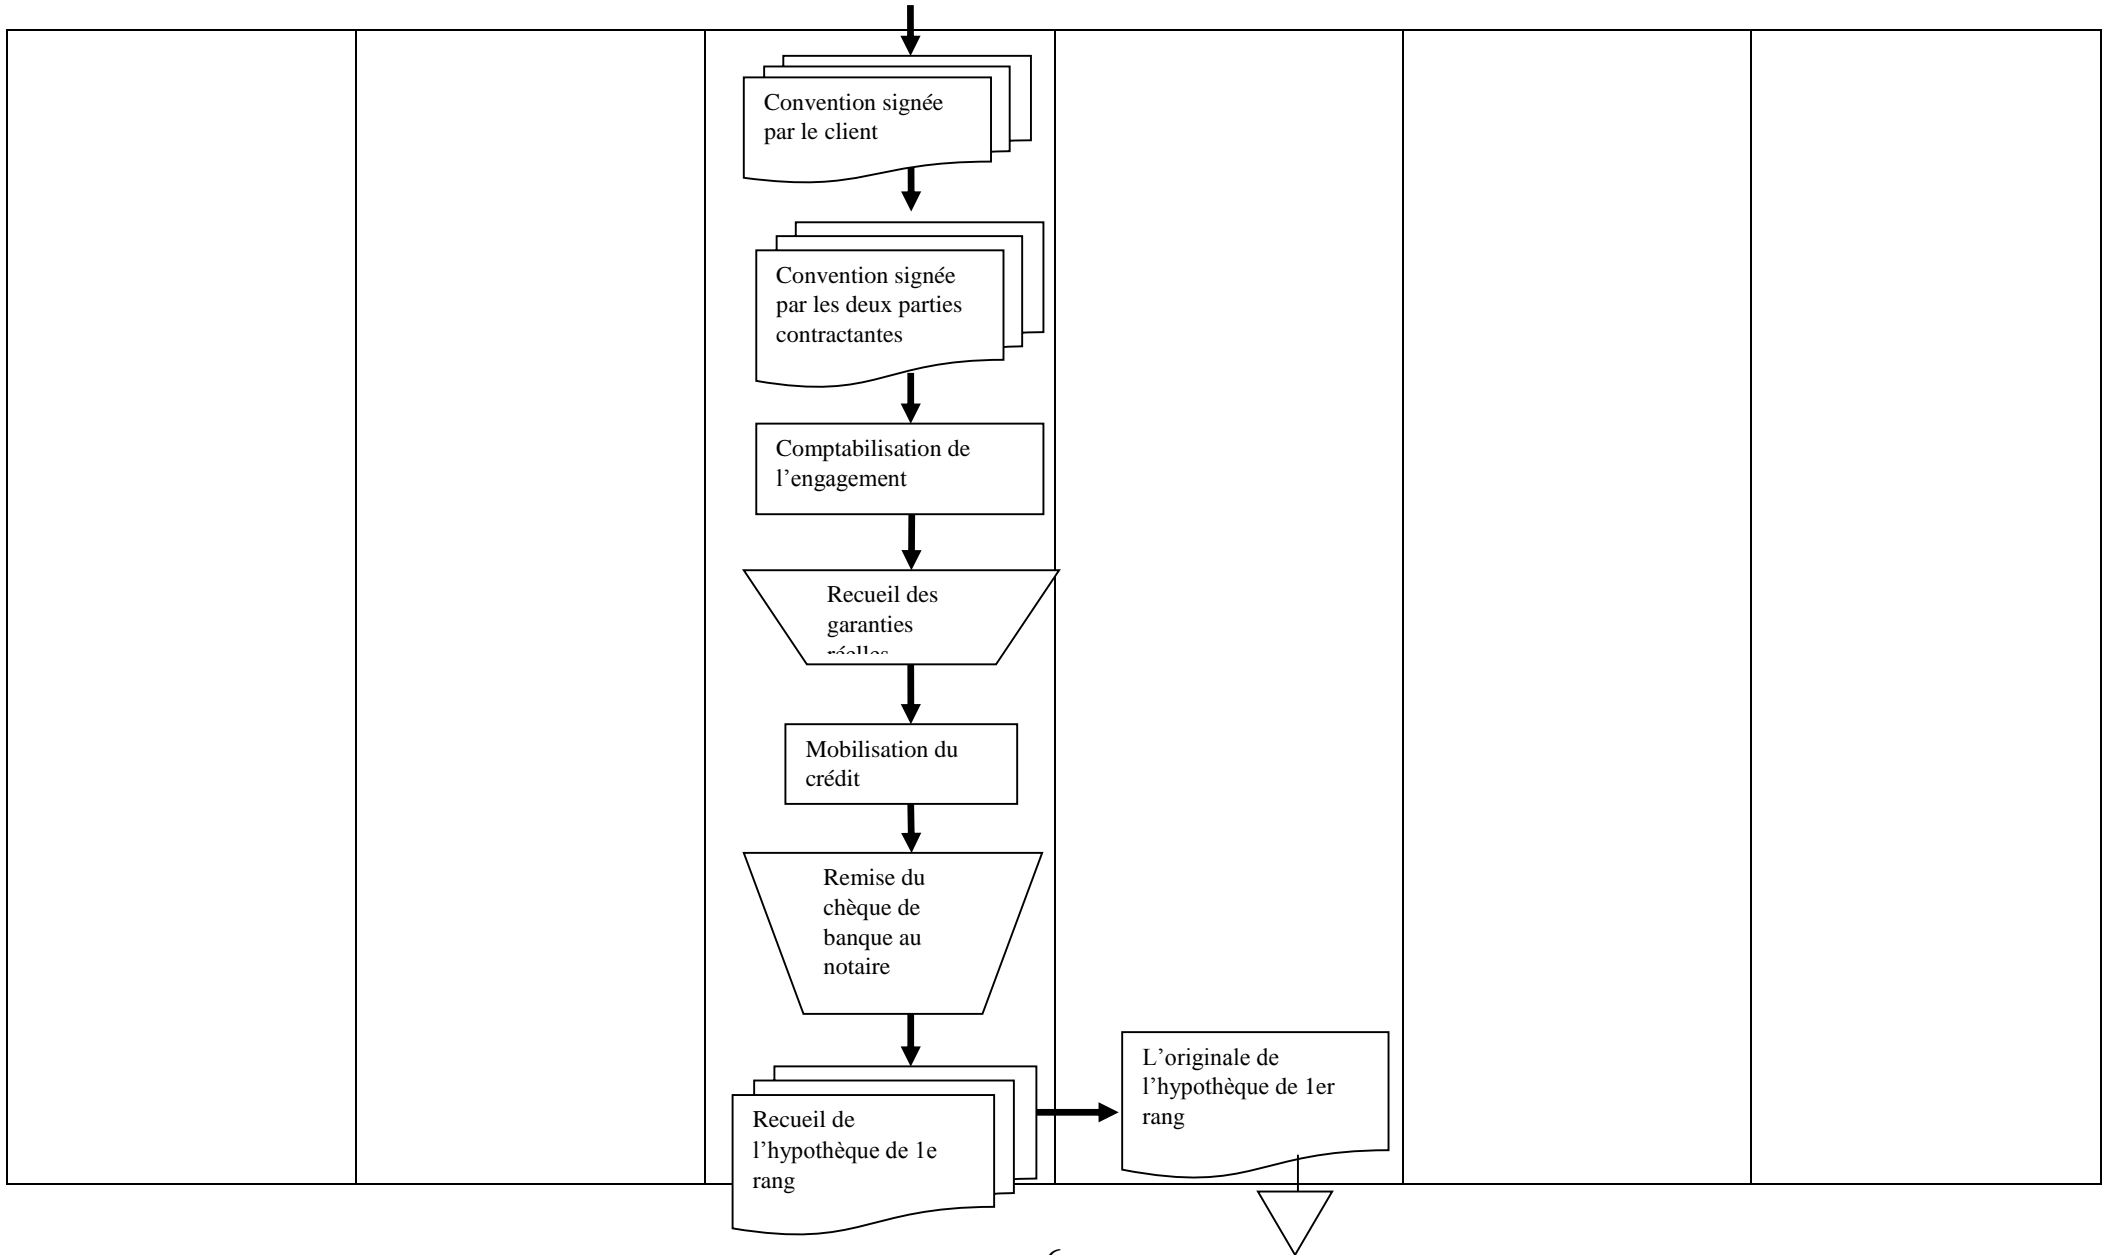 Convention signée
par le client
Convention signée
par les deux parties
contractantes
Comptabilisation de
l’engagement
Recueil des
garanties
réelles
Mobilisation du
crédit
Remise du
chèque de
banque au
notaire
Recueil de
l’hypothèque de 1e
rang
L’originale de
l’hypothèque de 1er
rang